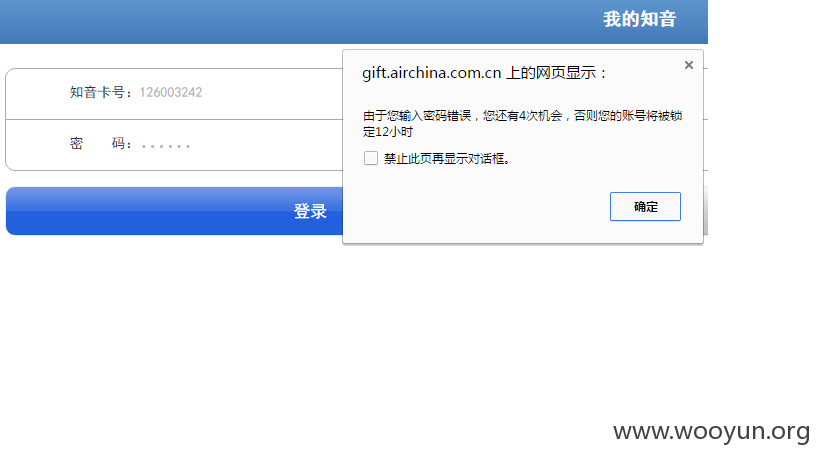 我的知音
gift.airchina.com.cn 上的网页显示：
由于您输入密码错误，您还有4次机会，否则您的账号将被锁
定12小时
禁止此页再显示对话框。
确定
知音卡号：126003242
密 码：······
登录
www.wooyun.org